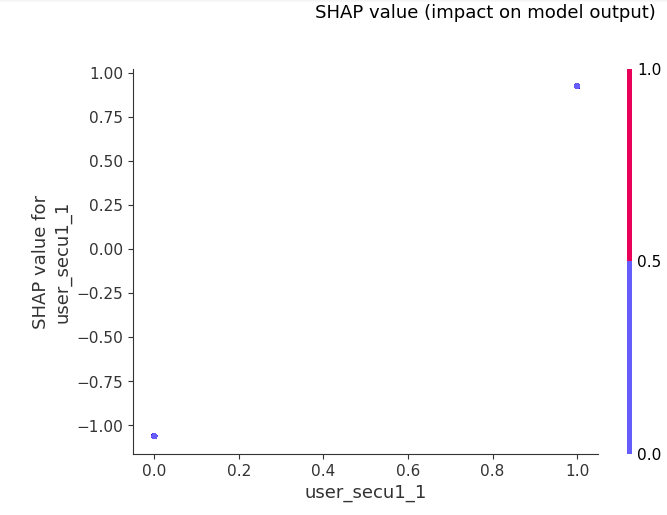 SHAP value (impact on model output)
1.00
0.75
0.50
0.25
0.00
−0.25
−0.50
−0.75
−1.00
SHAP value for
user_secu1_1
0.0 0.2 0.4 0.6 0.8 1.0
user_secu1_1
1.0
0.5
0.0